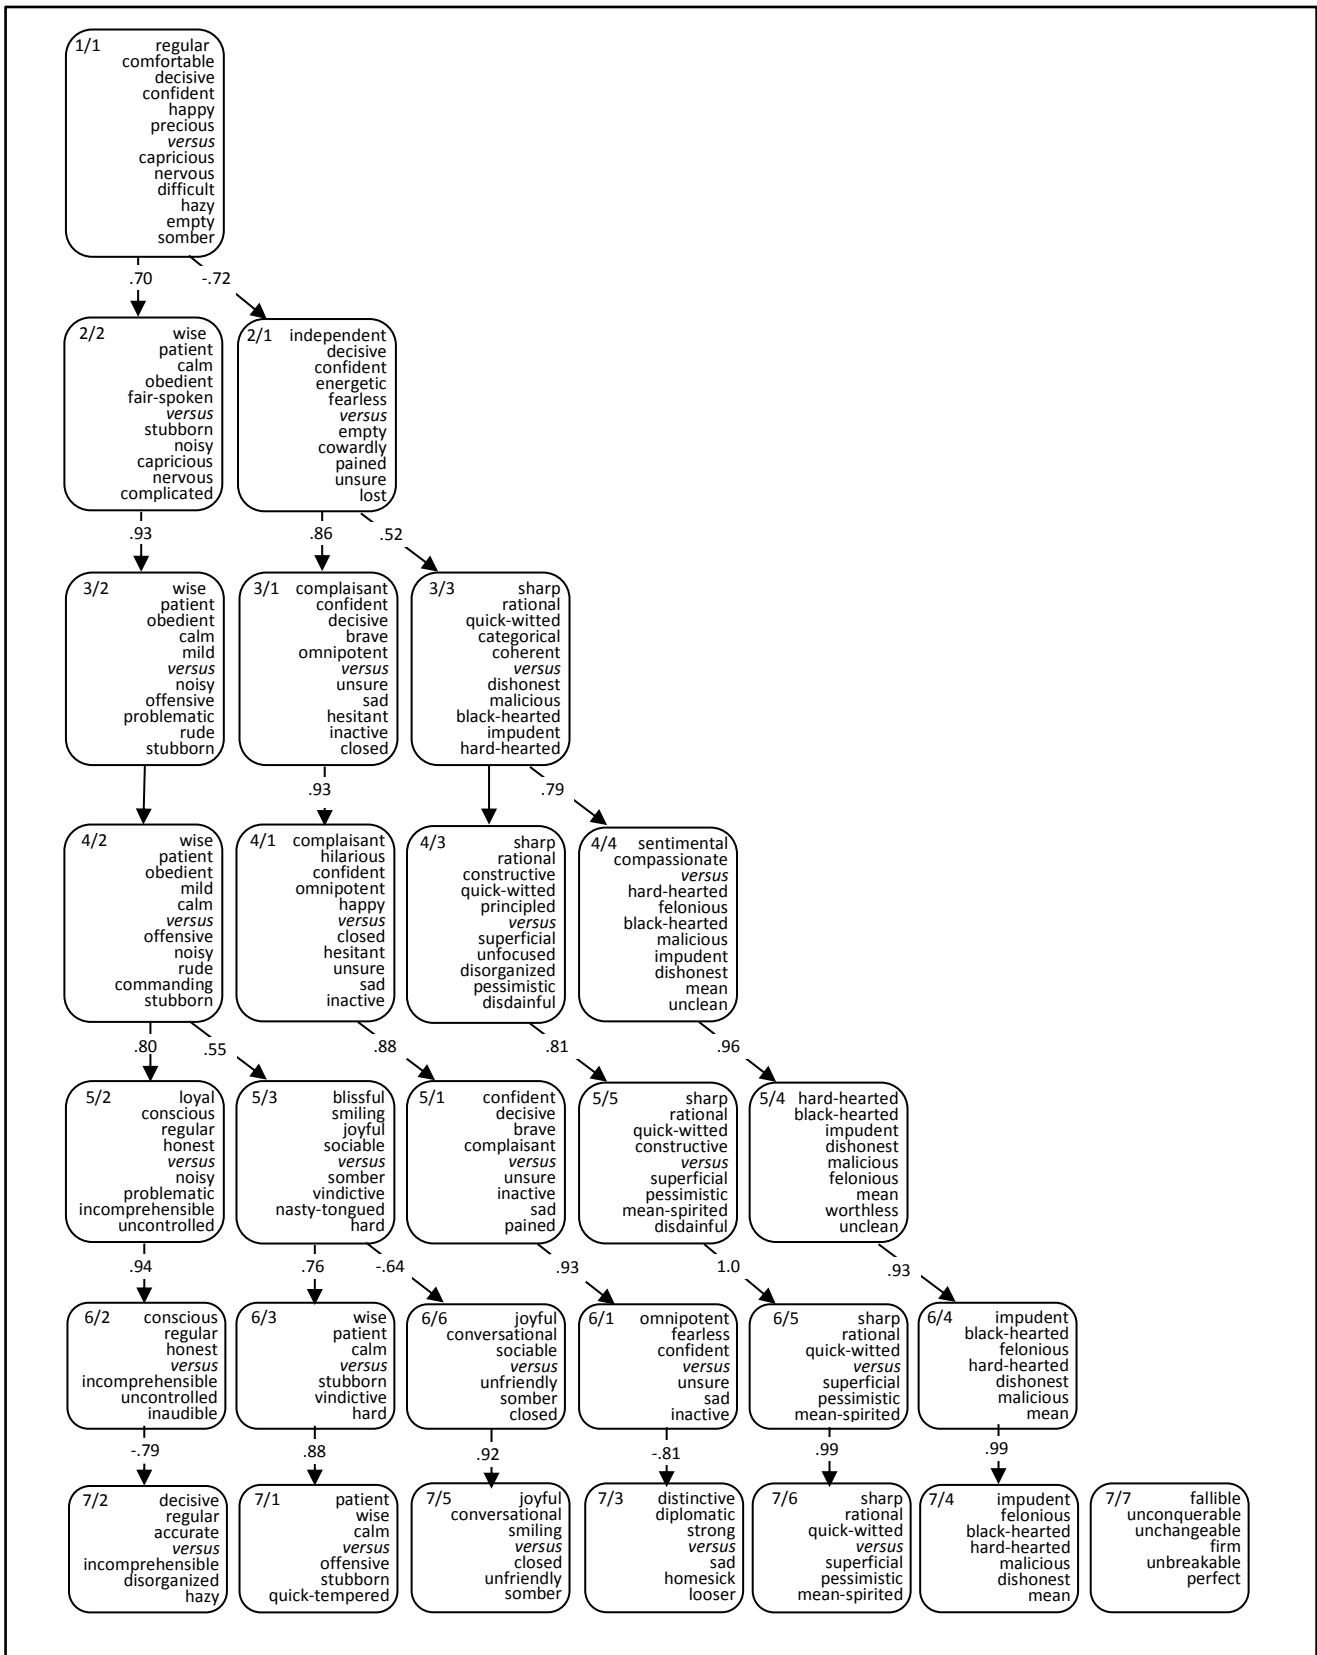 1/1 regular
comfortable
decisive
confident
happy
precious
versus
capricious
nervous
difficult
hazy
empty
somber
.70
-.72
2/2 wise
patient
calm
obedient
fair-spoken
versus
stubborn
noisy
capricious
nervous
complicated
2/1 independent
decisive
confident
energetic
fearless
versus
empty
cowardly
pained
unsure
lost
.93
.86
.52
3/2 wise
patient
obedient
calm
mild
versus
noisy
offensive
problematic
rude
stubborn
3/1 complaisant
confident
decisive
brave
omnipotent
versus
unsure
sad
hesitant
inactive
closed
3/3 sharp
rational
quick-witted
categorical
coherent
versus
dishonest
malicious
black-hearted
impudent
hard-hearted
.93
.79
4/2 wise
patient
obedient
mild
calm
versus
offensive
noisy
rude
commanding
stubborn
4/1 complaisant
hilarious
confident
omnipotent
happy
versus
closed
hesitant
unsure
sad
inactive
4/3 sharp
rational
constructive
quick-witted
principled
versus
superficial
unfocused
disorganized
pessimistic
disdainful
4/4 sentimental
compassionate
versus
hard-hearted
felonious
black-hearted
malicious
impudent
dishonest
mean
unclean
.80
.55
.88
.81
.96
5/2 loyal
conscious
regular
honest
versus
noisy
problematic
incomprehensible
uncontrolled
5/3 blissful
smiling
joyful
sociable
versus
somber
vindictive
nasty-tongued
hard
5/1 confident
decisive
brave
complaisant
versus
unsure
inactive
sad
pained
5/5 sharp
rational
quick-witted
constructive
versus
superficial
pessimistic
mean-spirited
disdainful
5/4 hard-hearted
black-hearted
impudent
dishonest
malicious
felonious
mean
worthless
unclean
.94
.76
-.64
.93
1.0
.93
6/2 conscious
regular
honest
versus
incomprehensible
uncontrolled
inaudible
6/3 wise
patient
calm
versus
stubborn
vindictive
hard
6/6 joyful
conversational
sociable
versus
unfriendly
somber
closed
6/1 omnipotent
fearless
confident
versus
unsure
sad
inactive
6/5 sharp
rational
quick-witted
versus
superficial
pessimistic
mean-spirited
6/4 impudent
black-hearted
felonious
hard-hearted
dishonest
malicious
mean
-.79
.88
.92
-.81
.99
.99
7/2 decisive
regular
accurate
versus
incomprehensible
disorganized
hazy
7/1 patient
wise
calm
versus
offensive
stubborn
quick-tempered
7/5 joyful
conversational
smiling
versus
closed
unfriendly
somber
7/3 distinctive
diplomatic
strong
versus
sad
homesick
looser
7/6 sharp
rational
quick-witted
versus
superficial
pessimistic
mean-spirited
7/4 impudent
felonious
black-hearted
hard-hearted
malicious
dishonest
mean
7/7 fallible
unconquerable
unchangeable
firm
unbreakable
perfect